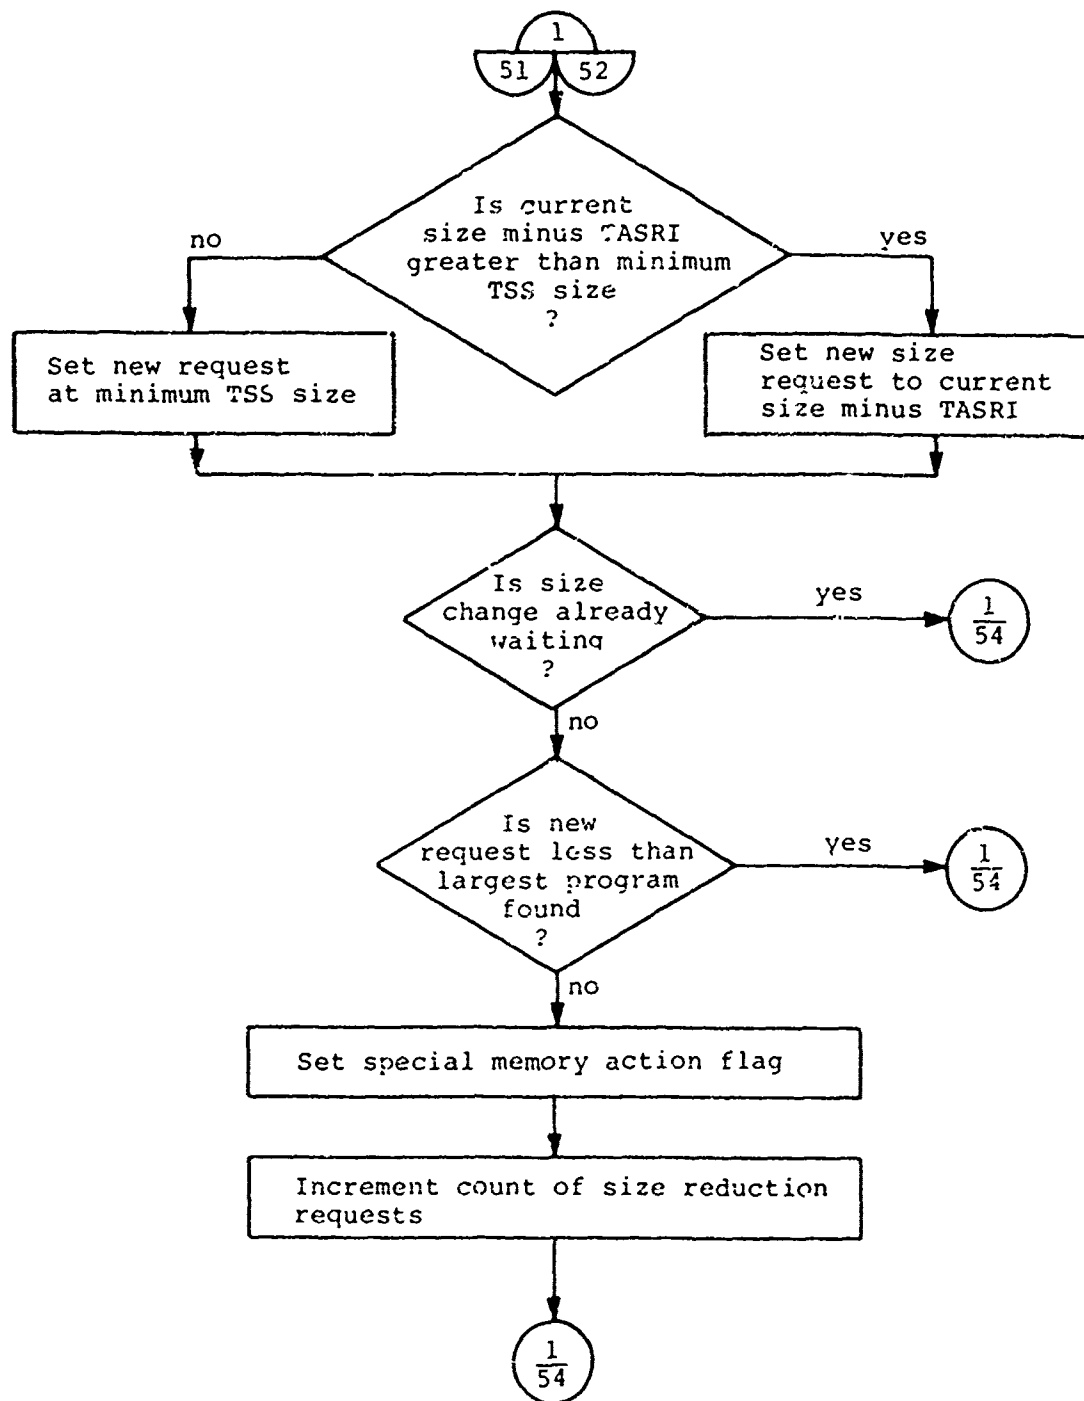 1
51 52
Is current
size minus TASRI
greater than minimum
TSS size
?
no
yes
Set new request
at minimum TSS size
Set new size
request to current
size minus TASRI
Is size
change already
waiting
?
yes
1
54
no
Is new
request less than
largest program
found
?
yes
1
54
no
Set special memory action flag
Increment count of size reduction
requests
1
54